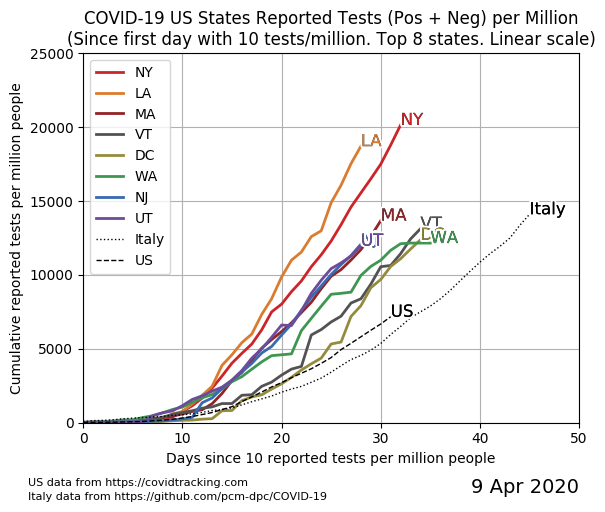 COVID-19 US States Reported Tests (Pos + Neg) per Million
(Since first day with 10 tests/million. Top 8 states. Linear scale)
Cumulative reported tests per million people
25000
20000
15000
10000
5000
0
NY
LA
MA
VT
DC
WA
NJ
UT
Italy
US
NY
LA
Italy
MA
VT
WA
UT
US
0 10 20 30 40 50
Days since 10 reported tests per million people
US data from https://covidtracking.com
Italy data from https://github.com/pcm-dpc/COVID-19
9 Apr 2020